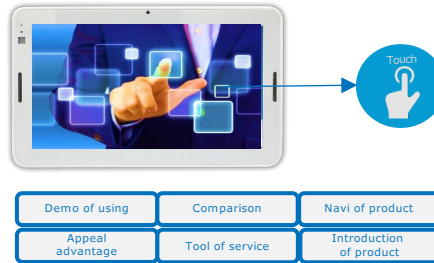 Touch
Demo of using
Comparison
Navi of product
Appeal
advantage
Tool of service
Introduction
of product